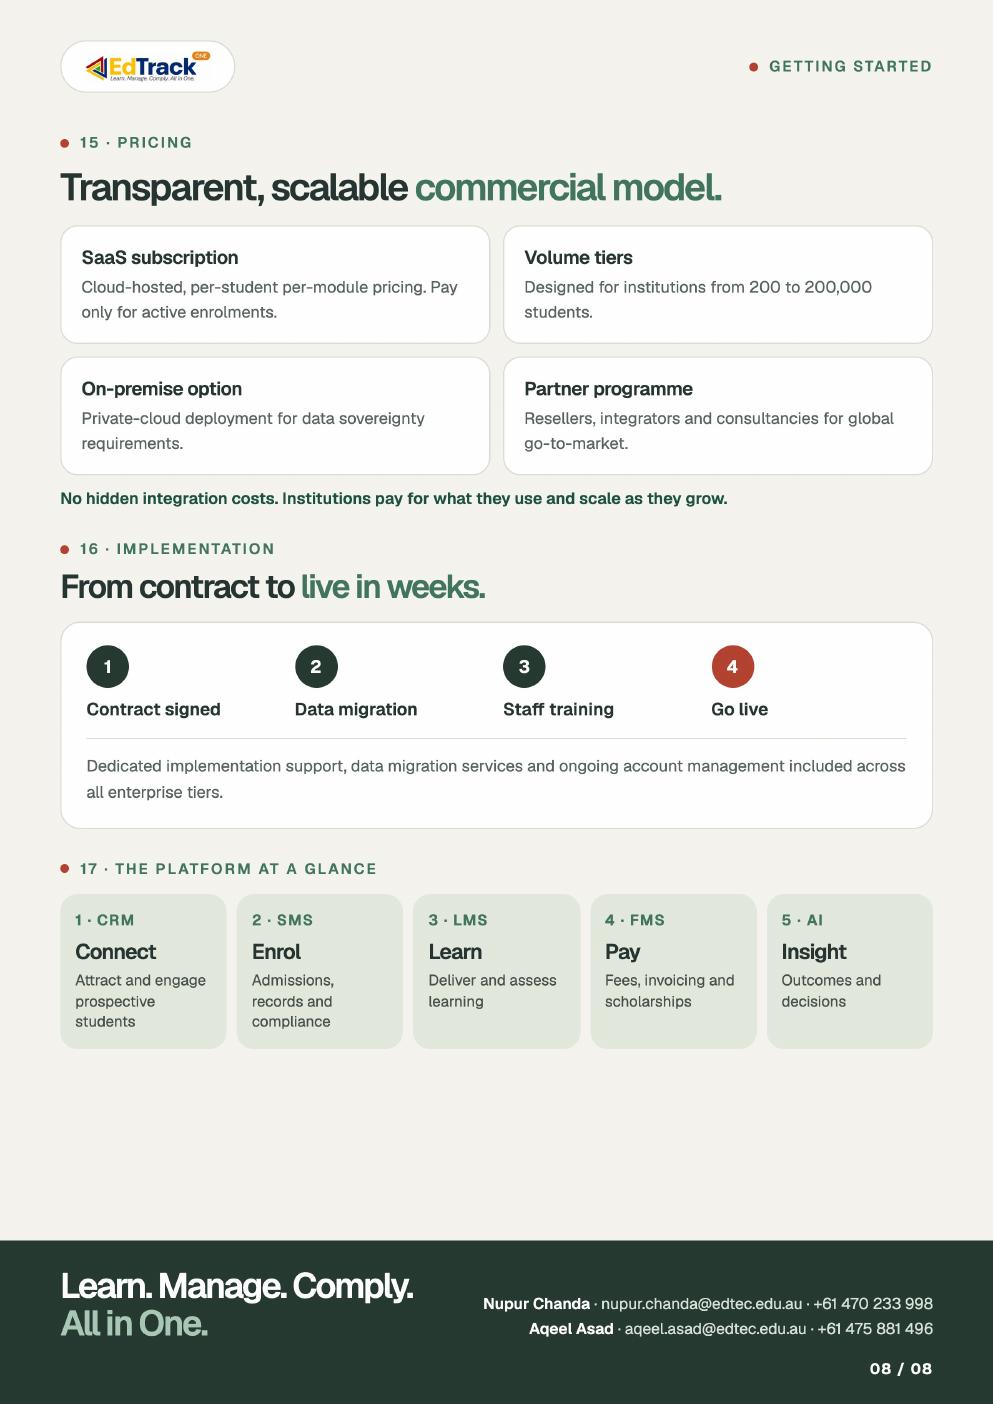 EdTrack ONE
Learn. Manage. Comply. All in One.
GETTING STARTED
15 · PRICING
Transparent, scalable commercial model.
SaaS subscription
Cloud-hosted, per-student per-module pricing. Pay
only for active enrolments.
Volume tiers
Designed for institutions from 200 to 200,000
students.
On-premise option
Private-cloud deployment for data sovereignty
requirements.
Partner programme
Resellers, integrators and consultancies for global
go-to-market.
No hidden integration costs. Institutions pay for what they use and scale as they grow.
16 · IMPLEMENTATION
From contract to live in weeks.
1
Contract signed
2
Data migration
3
Staff training
4
Go live
Dedicated implementation support, data migration services and ongoing account management included across
all enterprise tiers.
17 · THE PLATFORM AT A GLANCE
1 · CRM
Connect
Attract and engage
prospective
students
2 · SMS
Enrol
Admissions,
records and
compliance
3 · LMS
Learn
Deliver and assess
learning
4 · FMS
Pay
Fees, invoicing and
scholarships
5 · AI
Insight
Outcomes and
decisions
Learn. Manage. Comply.
All in One.
Nupur Chanda · nupur.chanda@edtec.edu.au · +61 470 233 998
Aqeel Asad · aqeel.asad@edtec.edu.au · +61 475 881 496
08 / 08